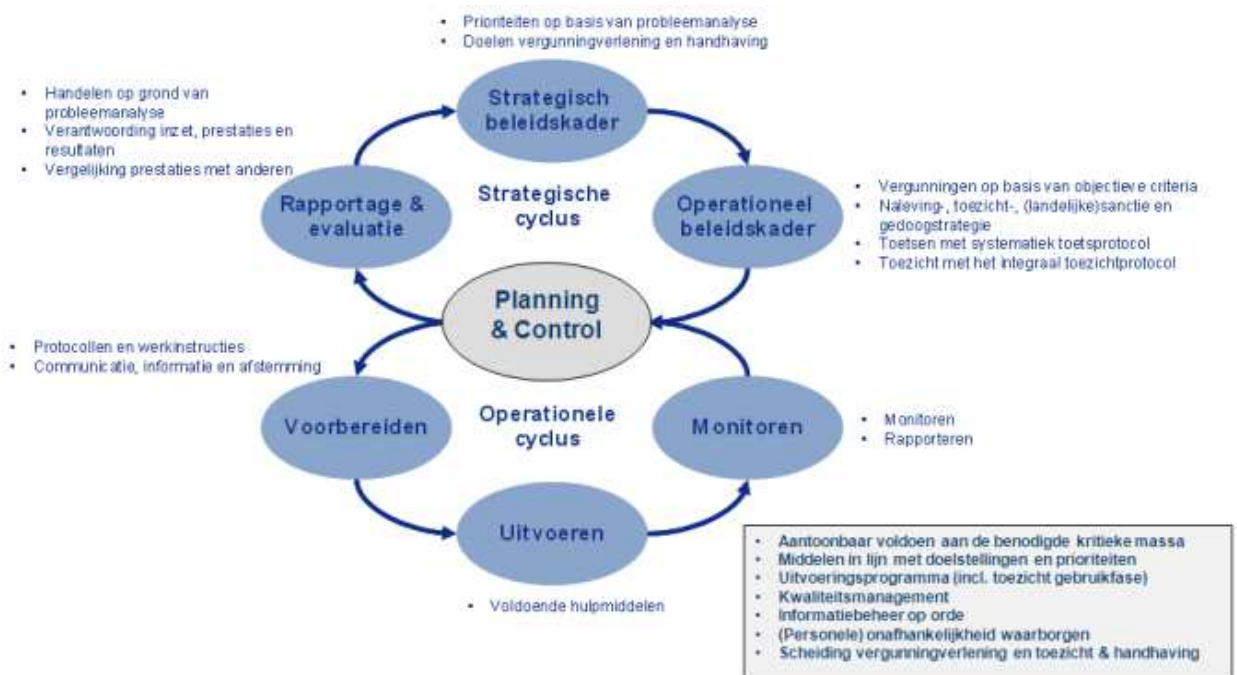 • Prioriteiten op basis van probleemanalyse
• Doelen vergunningverlening en handhaving
• Handelen op grond van
probleemanalyse
• Verantwoording inzet, prestaties en
resultaten
• Vergelijking prestaties met anderen
Strategisch
beleidskader
Rapportage &
evaluatie
Strategische
cyclus
Operationeel
beleidskader
• Vergunningen op basis van objectieve criteria
• Naleving-, toezicht-, (landelijke)sanctie en
gedoogstrategie
• Toetsen met systematiek toetsprotocol
• Toezicht met het integraal toezichtprotocol
Planning
& Control
• Protocollen en werkinstructies
• Communicatie, informatie en afstemming
Voorbereiden
Operationele
cyclus
Monitoren
• Monitoren
• Rapporteren
Uitvoeren
• Voldoende hulpmiddelen
• Aantoonbaar voldoen aan de benodigde kritieke massa
• Middelen in lijn met doelstellingen en prioriteiten
• Uitvoeringsprogramma (incl. toezicht gebruikfase)
• Kwaliteitsmanagement
• Informatiebeheer op orde
• (Personele) onafhankelijkheid waarborgen
• Scheiding vergunningverlening en toezicht & handhaving